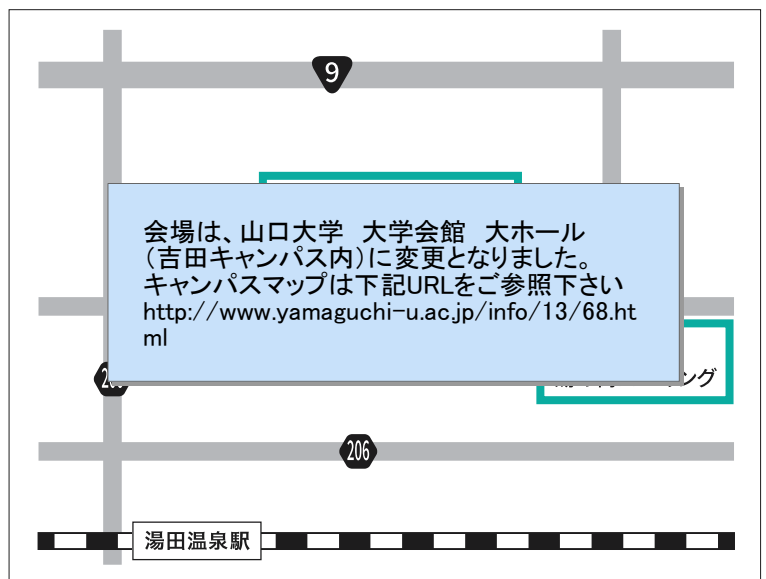 9
会場は、山口大学　大学会館　大ホール
（吉田キャンパス内）に変更となりました。
キャンパスマップは下記URLをご参照下さい
http://www.yamaguchi-u.ac.jp/info/13/68.ht
ml
ング
206
湯田温泉駅